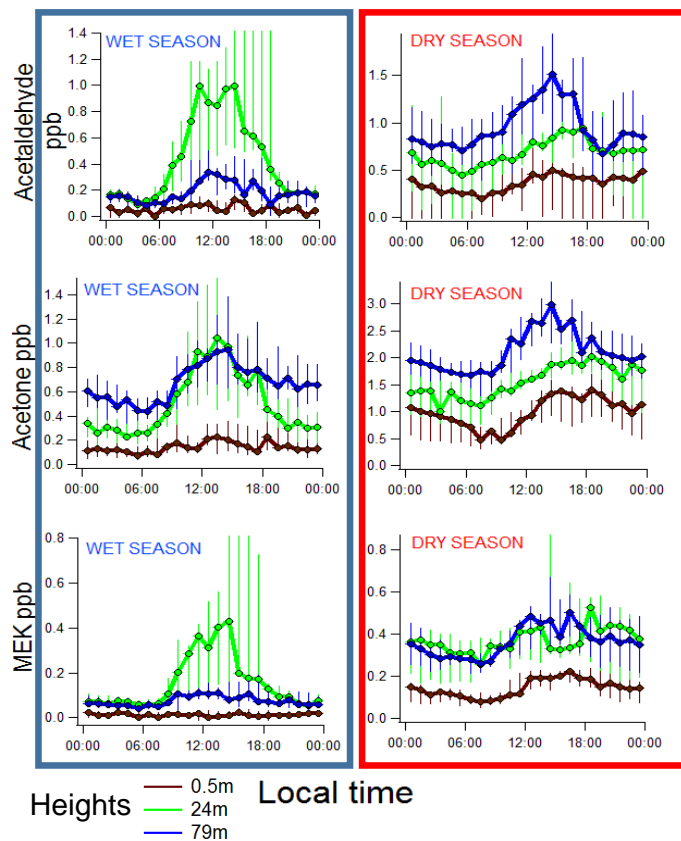 Acetaldehyde
ppb
WET SEASON
1.4
1.2
1.0
0.8
0.6
0.4
0.2
0.0
00:00 06:00 12:00 18:00 00:00
DRY SEASON
1.5
1.0
0.5
0.0
00:00 06:00 12:00 18:00 00:00
Acetone ppb
WET SEASON
1.4
1.2
1.0
0.8
0.6
0.4
0.2
0.0
00:00 06:00 12:00 18:00 00:00
DRY SEASON
3.0
2.5
2.0
1.5
1.0
0.5
0.0
00:00 06:00 12:00 18:00 00:00
MEK ppb
WET SEASON
0.8
0.6
0.4
0.2
0.0
00:00 06:00 12:00 18:00 00:00
DRY SEASON
0.8
0.6
0.4
0.2
0.0
00:00 06:00 12:00 18:00 00:00
Local time
Heights
0.5m
24m
79m